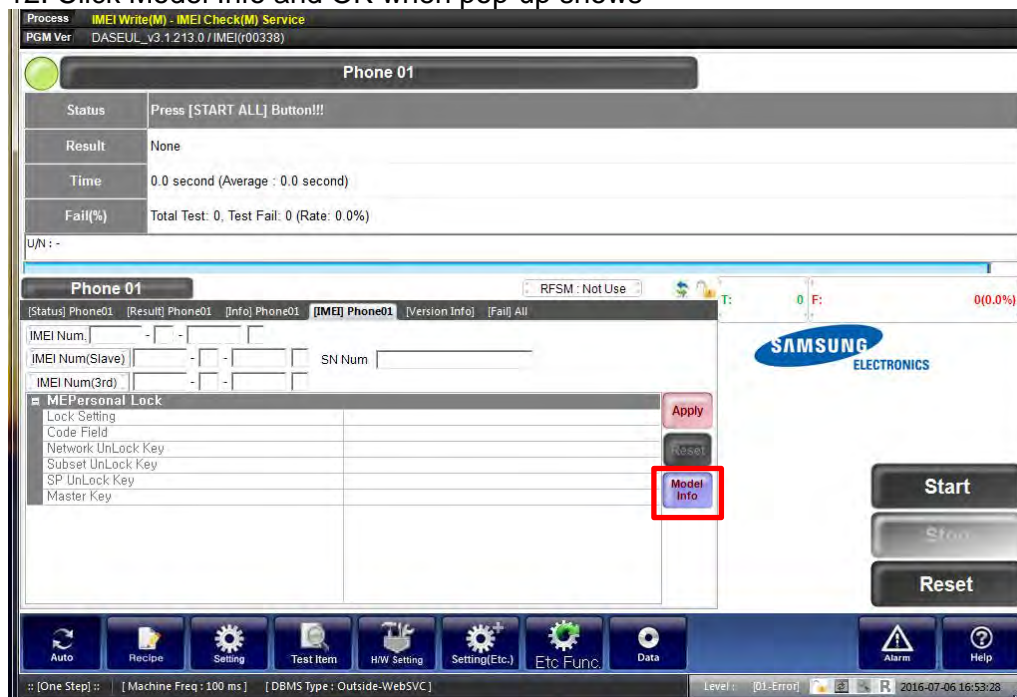 12. Click Model Info and OK when pop-up shows
Process IMEI Write(M) - IMEI Check(M) Service
PGM Ver DASEUL_v3.1.213.0 / IMEI(r00338)
Phone 01
Status Press [START ALL] Button!!!
Result None
Time 0.0 second (Average : 0.0 second)
Fail(%) Total Test: 0, Test Fail: 0 (Rate: 0.0%)
U/N : -
Phone 01 RFSM : Not Use T: 0 F: 0(0.0%)
[Status] Phone01 [Result] Phone01 [Info] Phone01 [IMEI] Phone01 [Version Info] [Fail] All
IMEI Num. - -
IMEI Num(Slave) - - SN Num
IMEI Num(3rd) - -
SAMSUNG
ELECTRONICS
MEPersonal Lock
Lock Setting
Code Field
Network UnLock Key
Subset UnLock Key
SP UnLock Key
Master Key
Apply
Reset
Model
Info
Start
Stop
Reset
Auto Recipe Setting Test Item H/W Setting Setting(Etc.) Etc Func. Data Alarm Help
:: [One Step] :: [ Machine Freq : 100 ms ] [ DBMS Type : Outside-WebSVC ] Level : [01-Error] R 2016-07-06 16:53:28